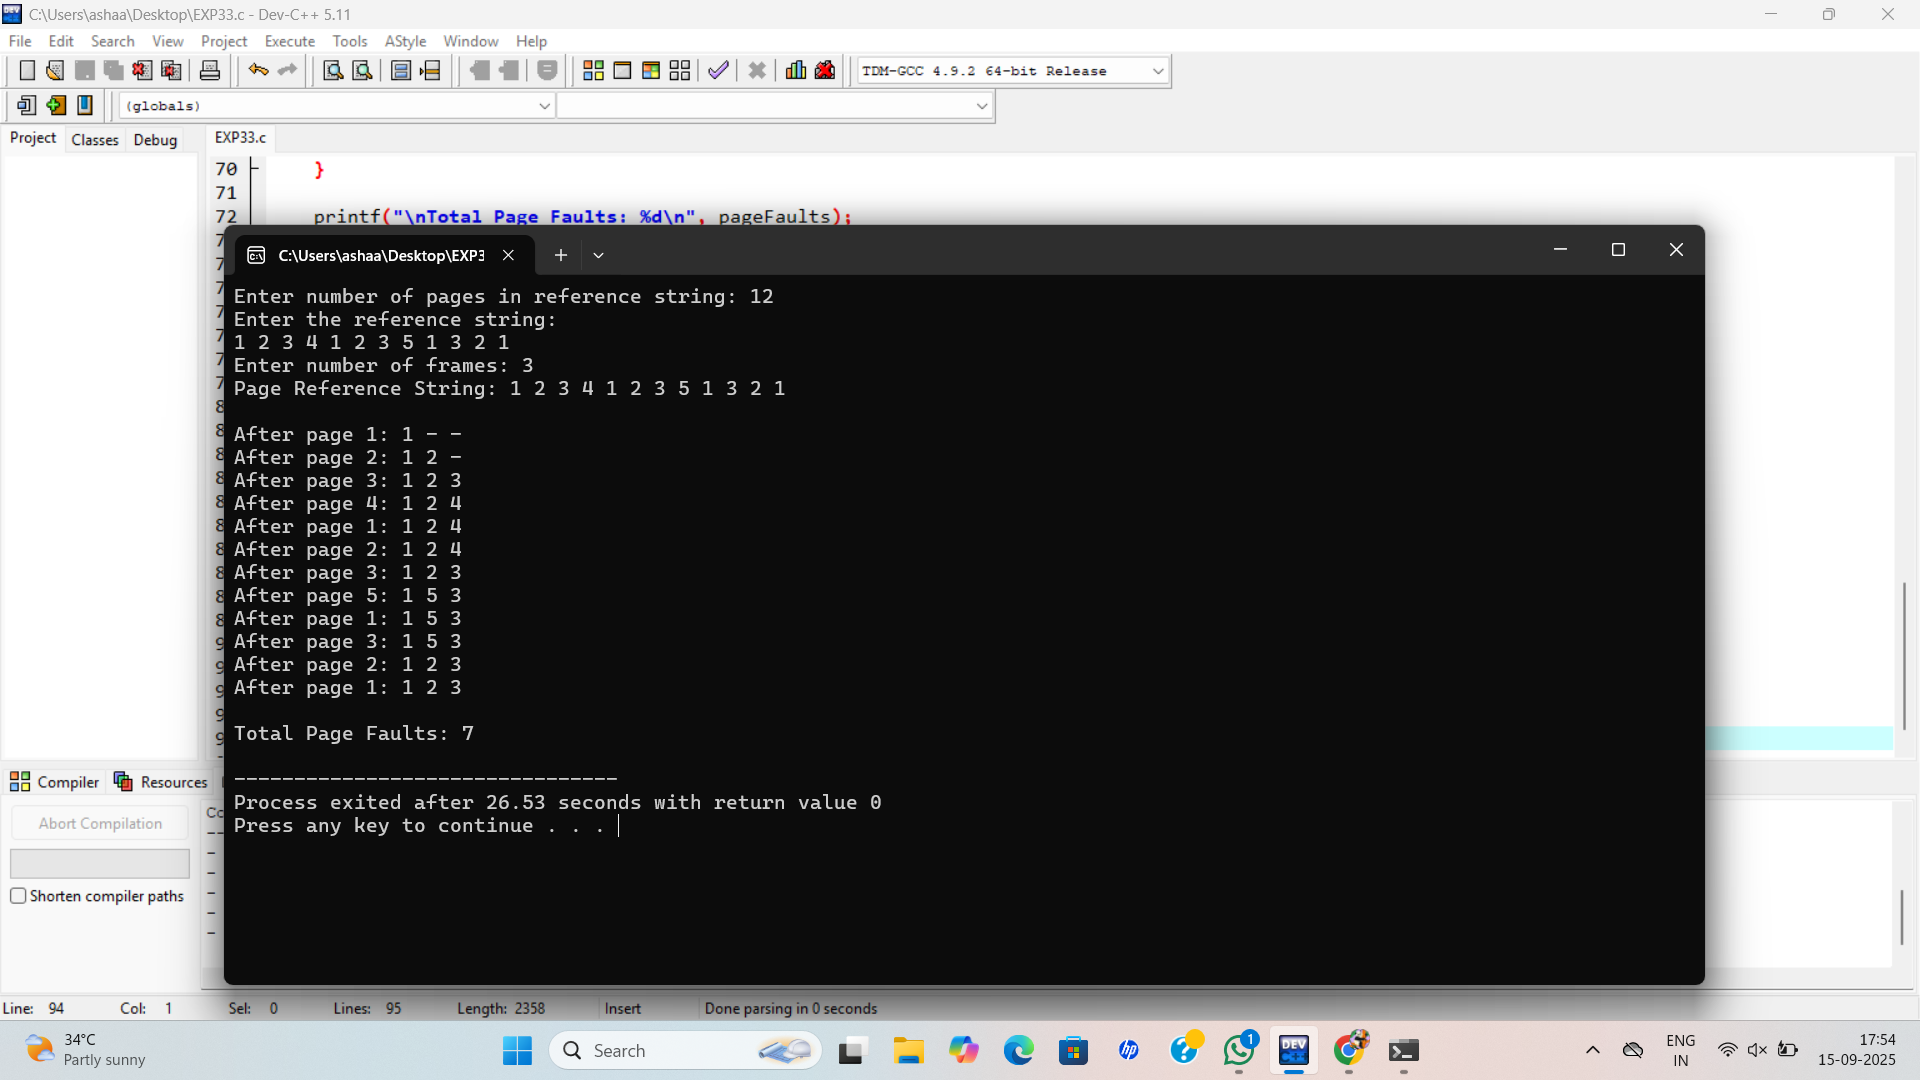 C:\Users\ashaa\Desktop\EXP33.c - Dev-C++ 5.11
File Edit Search View Project Execute Tools AStyle Window Help
TDM-GCC 4.9.2 64-bit Release
(globals)
Project Classes Debug
EXP33.c
70 }
71
72 printf("\nTotal Page Faults: %d\n", pageFaults);
C:\Users\ashaa\Desktop\EXP3
Enter number of pages in reference string: 12
Enter the reference string:
1 2 3 4 1 2 3 5 1 3 2 1
Enter number of frames: 3
Page Reference String: 1 2 3 4 1 2 3 5 1 3 2 1
After page 1: 1 - -
After page 2: 1 2 -
After page 3: 1 2 3
After page 4: 1 2 4
After page 1: 1 2 4
After page 2: 1 2 4
After page 3: 1 2 3
After page 5: 1 5 3
After page 1: 1 5 3
After page 3: 1 5 3
After page 2: 1 2 3
After page 1: 1 2 3
Total Page Faults: 7
--------------------------------
Process exited after 26.53 seconds with return value 0
Press any key to continue . . .
Compiler Resources
Abort Compilation
Shorten compiler paths
Line: 94 Col: 1 Sel: 0 Lines: 95 Length: 2358 Insert Done parsing in 0 seconds
34°C
Partly sunny
Search
hp
1
DEV
ENG
IN
17:54
15-09-2025